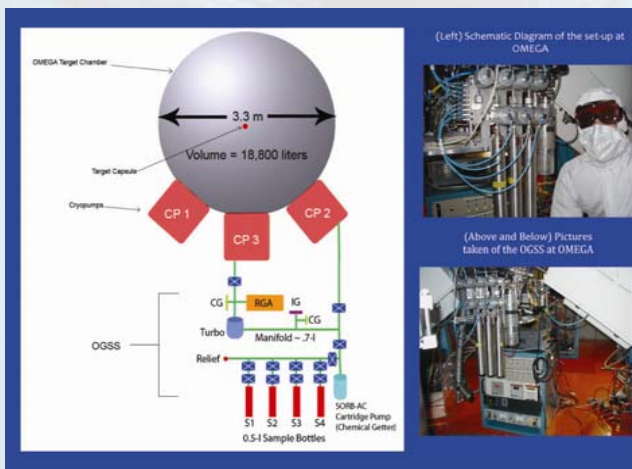 OMEGA Target Chamber
3.3 m
Volume = 18,800 liters
Target Capsule
Cryopumps
CP 1
CP 2
CP 3
CG
RGA
IG
CG
Turbo
Manifold ~ .7-l
OGSS
Relief
SORB-AC
Cartridge Pump
(Chemical Getter)
S1 S2 S3 S4
0.5-l Sample Bottles
(Left) Schematic Diagram of the set-up at
OMEGA
(Above and Below) Pictures
taken of the OGSS at OMEGA